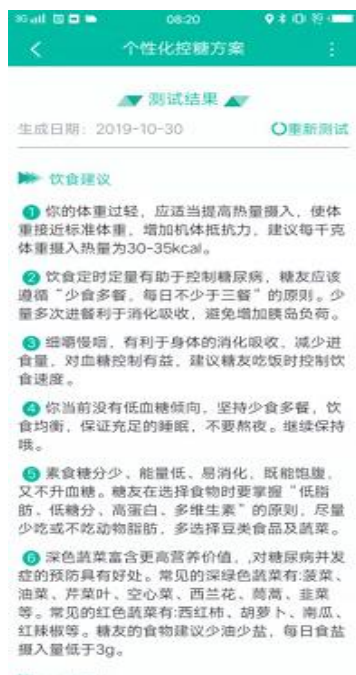 3G
08:20
个性化控糖方案
测试结果
生成日期: 2019-10-30
重新测试
饮食建议
1 你的体重过轻，应适当提高热量摄入，使体
重接近标准体重，增加机体抵抗力，建议每千克
体重摄入热量为30-35kcal。
2 饮食定时定量有助于控制糖尿病，糖友应该
遵循“少食多餐，每日不少于三餐”的原则。少
量多次进餐利于消化吸收，避免增加胰岛负荷。
3 细嚼慢咽，有利于身体的消化吸收，减少进
食量，对血糖控制有益，建议糖友吃饭时控制饮
食速度。
4 你当前没有低血糖倾向，坚持少食多餐，饮
食均衡，保证充足的睡眠，不要熬夜。继续保持
哦。
5 素食糖分少、能量低、易消化，既能饱腹，
又不升血糖。糖友在选择食物时要掌握“低脂
肪、低糖分、高蛋白、多维生素”的原则，尽量
少吃或不吃动物脂肪，多选择豆类食品及蔬菜。
6 深色蔬菜富含更高营养价值，,对糖尿病并发
症的预防具有好处。常见的深绿色蔬菜有:菠菜、
油菜、芹菜叶、空心菜、西兰花、茼蒿、韭菜
等。常见的红色蔬菜有:西红柿、胡萝卜、南瓜、
红辣椒等。糖友的食物建议少油少盐，每日食盐
摄入量低于3g。